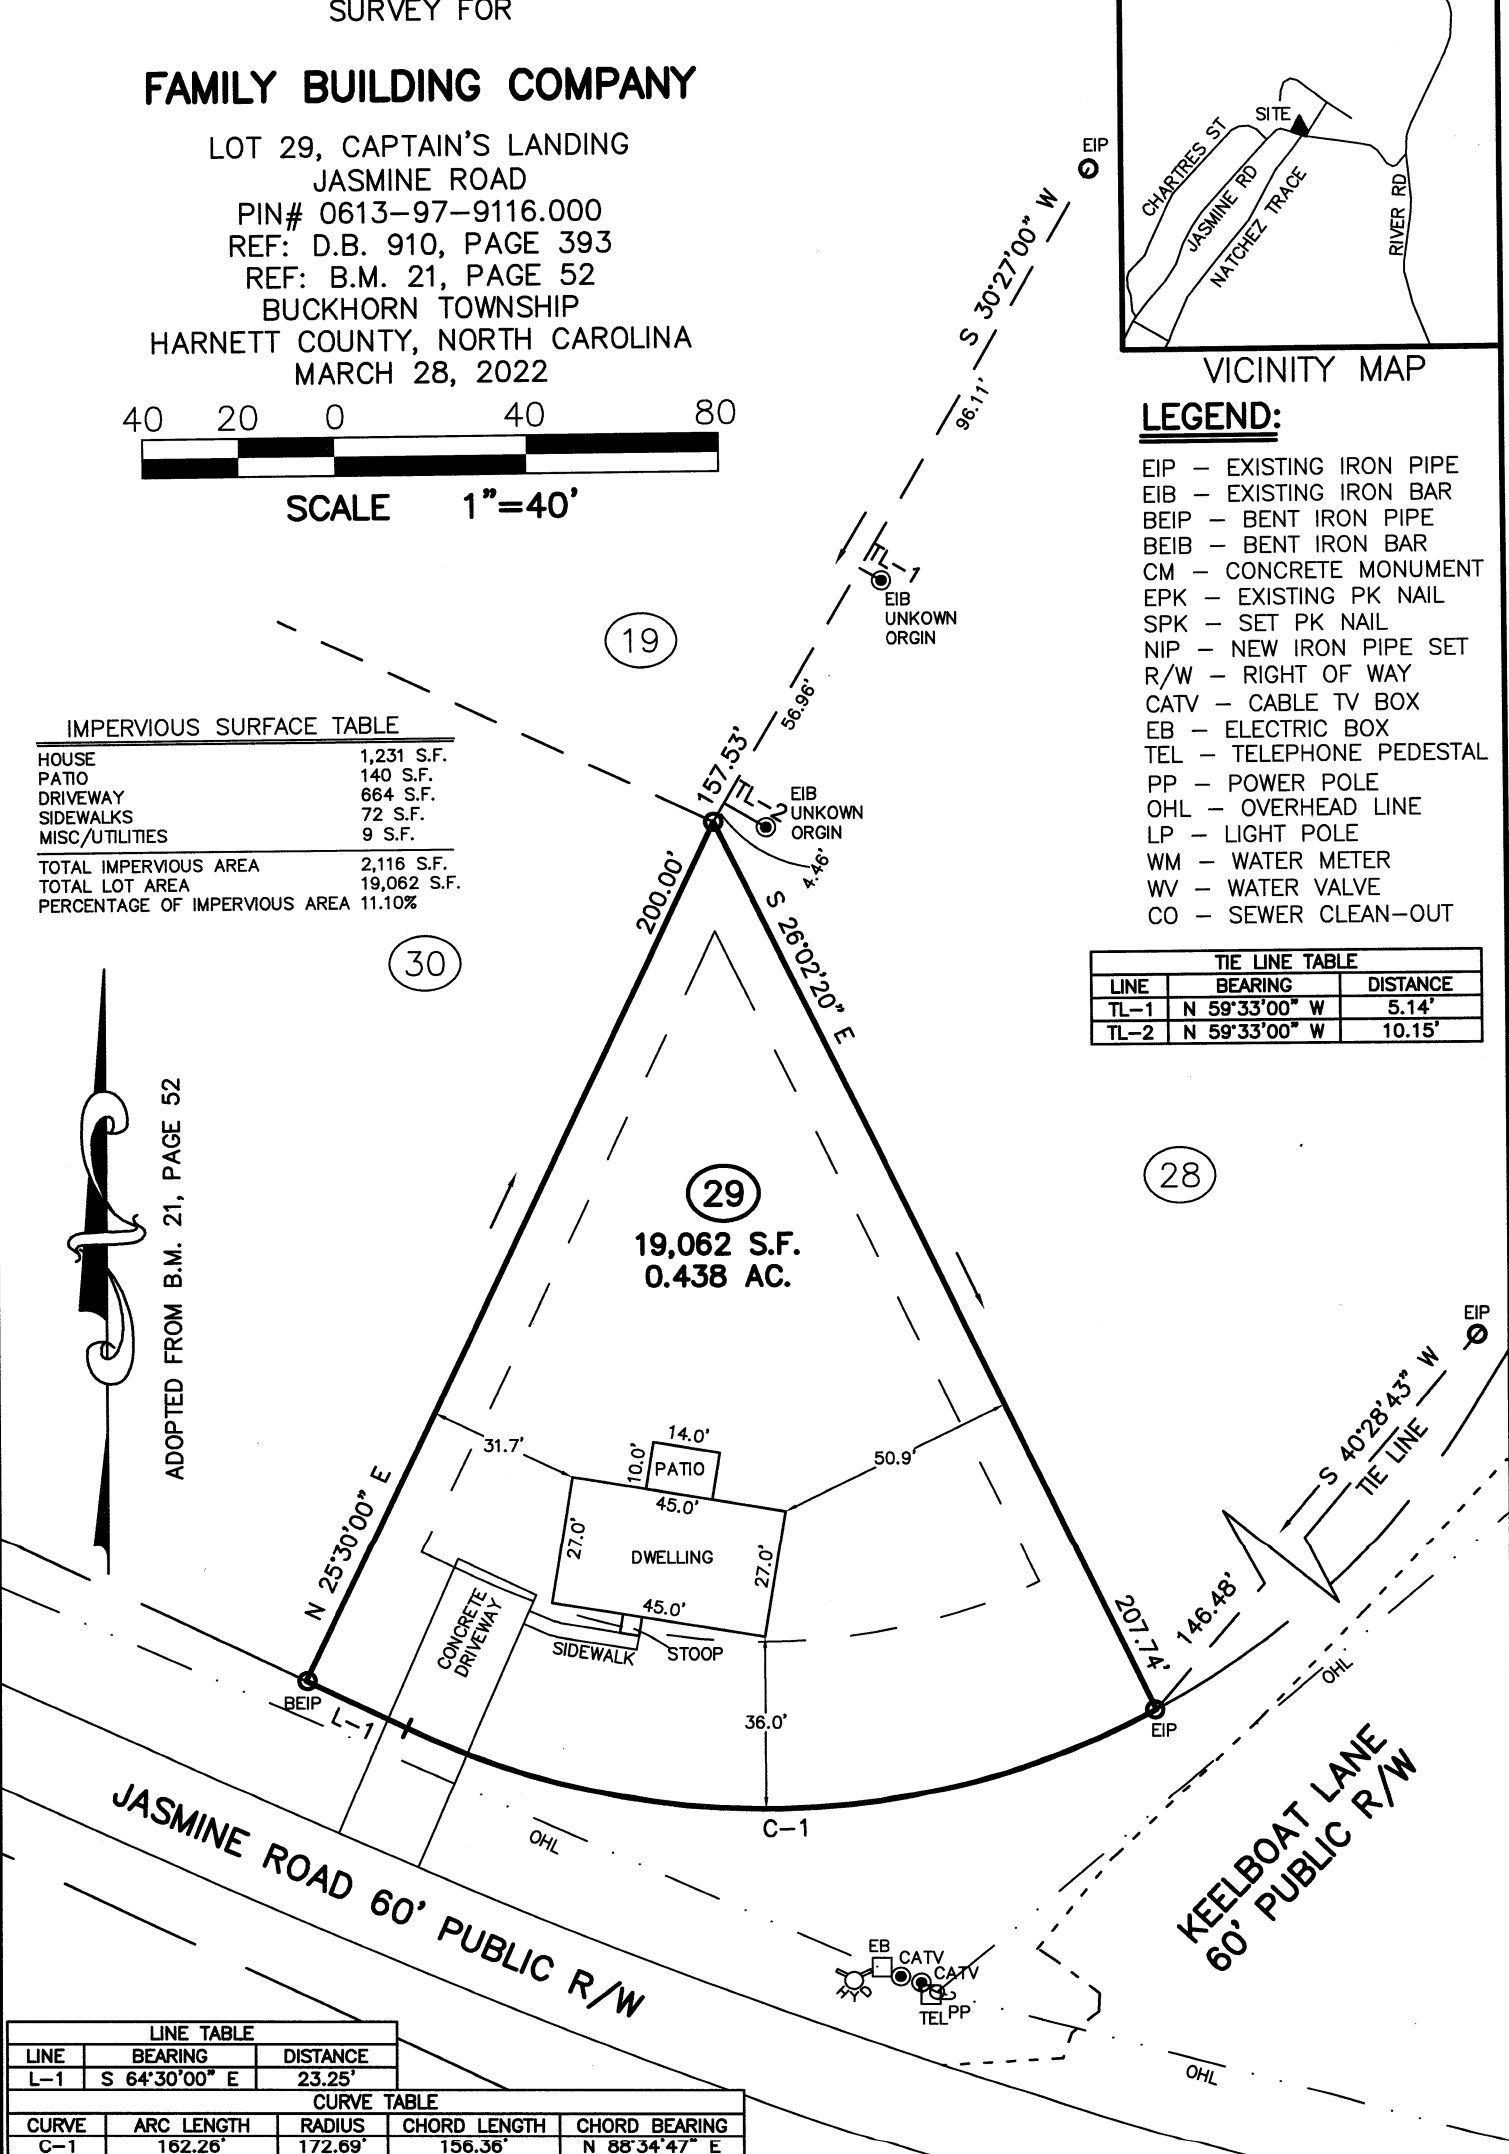 SURVEY FOR
FAMILY BUILDING COMPANY
LOT 29, CAPTAIN'S LANDING
JASMINE ROAD
PIN# 0613-97-9116.000
REF: D.B. 910, PAGE 393
REF: B.M. 21, PAGE 52
BUCKHORN TOWNSHIP
HARNETT COUNTY, NORTH CAROLINA
MARCH 28, 2022
40 20 0 40 80
SCALE 1"=40'
EIP
S 30°27'00" W
96.11'
SITE
CHARTRES ST
JASMINE RD
NATCHEZ TRACE
RIVER RD
VICINITY MAP
LEGEND:
EIP - EXISTING IRON PIPE
EIB - EXISTING IRON BAR
BEIP - BENT IRON PIPE
BEIB - BENT IRON BAR
CM - CONCRETE MONUMENT
EPK - EXISTING PK NAIL
SPK - SET PK NAIL
NIP - NEW IRON PIPE SET
R/W - RIGHT OF WAY
CATV - CABLE TV BOX
EB - ELECTRIC BOX
TEL - TELEPHONE PEDESTAL
PP - POWER POLE
OHL - OVERHEAD LINE
LP - LIGHT POLE
WM - WATER METER
WV - WATER VALVE
CO - SEWER CLEAN-OUT
TL-1
EIB
UNKOWN
ORGIN
19
56.96'
157.53'
TL-2
EIB
UNKOWN
ORGIN
4.46'
IMPERVIOUS SURFACE TABLE
HOUSE 1,231 S.F.
PATIO 140 S.F.
DRIVEWAY 664 S.F.
SIDEWALKS 72 S.F.
MISC/UTILITIES 9 S.F.
TOTAL IMPERVIOUS AREA 2,116 S.F.
TOTAL LOT AREA 19,062 S.F.
PERCENTAGE OF IMPERVIOUS AREA 11.10%
200.00'
S 26°02'20" E
30
TIE LINE TABLE
LINE BEARING DISTANCE
TL-1 N 59°33'00" W 5.14'
TL-2 N 59°33'00" W 10.15'
ADOPTED FROM B.M. 21, PAGE 52
29
19,062 S.F.
0.438 AC.
28
EIP
S 40°28'43" W
TIE LINE
146.48'
31.7'
14.0'
10.0'
PATIO
50.9'
45.0'
27.0'
DWELLING
27.0'
45.0'
N 25°30'00" E
CONCRETE
DRIVEWAY
SIDEWALK
STOOP
207.74'
BEIP
L-1
36.0'
EIP
OHL
C-1
OHL
JASMINE ROAD 60' PUBLIC R/W
KEELBOAT LANE
60' PUBLIC R/W
EB
CATV
CATV
HYD
TEL
PP
OHL
LINE TABLE
LINE BEARING DISTANCE
L-1 S 64°30'00" E 23.25'
CURVE TABLE
CURVE ARC LENGTH RADIUS CHORD LENGTH CHORD BEARING
C-1 162.26' 172.69' 156.36' N 88°34'47" E